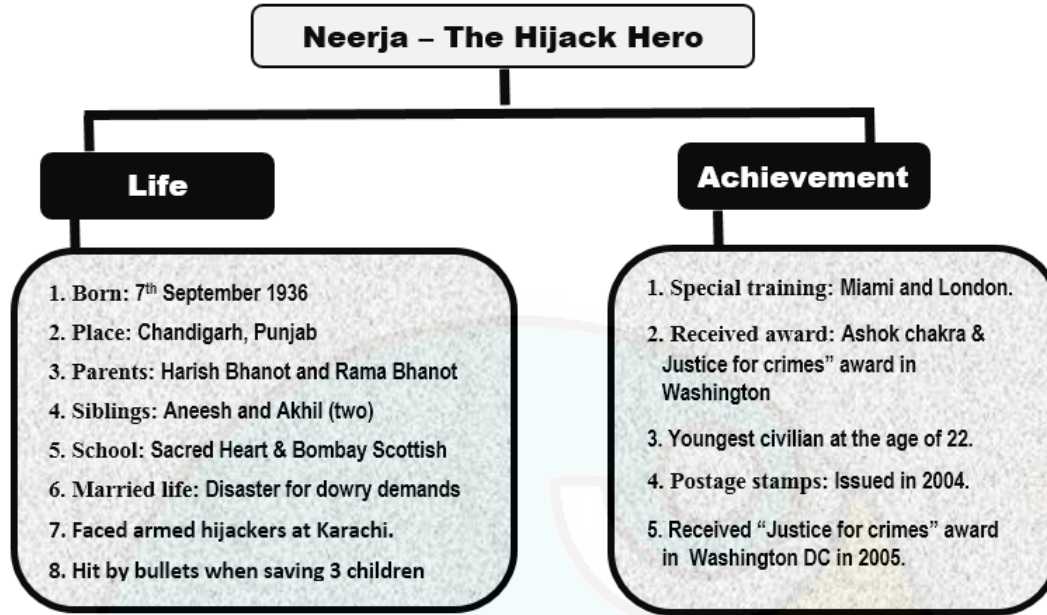 Neerja – The Hijack Hero
Life
1. Born: 7th September 1936
2. Place: Chandigarh, Punjab
3. Parents: Harish Bhanot and Rama Bhanot
4. Siblings: Aneesh and Akhil (two)
5. School: Sacred Heart & Bombay Scottish
6. Married life: Disaster for dowry demands
7. Faced armed hijackers at Karachi.
8. Hit by bullets when saving 3 children
Achievement
1. Special training: Miami and London.
2. Received award: Ashok chakra &
Justice for crimes” award in
Washington
3. Youngest civilian at the age of 22.
4. Postage stamps: Issued in 2004.
5. Received “Justice for crimes” award
in Washington DC in 2005.